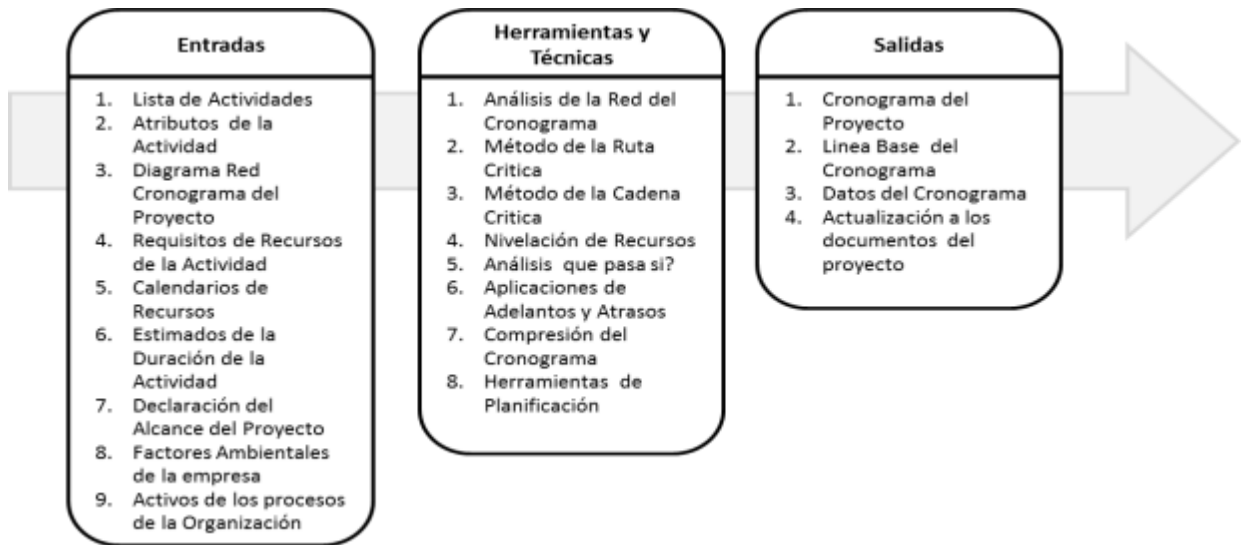 Entradas
1. Lista de Actividades
2. Atributos de la
Actividad
3. Diagrama Red
Cronograma del
Proyecto
4. Requisitos de Recursos
de la Actividad
5. Calendarios de
Recursos
6. Estimados de la
Duración de la
Actividad
7. Declaración del
Alcance del Proyecto
8. Factores Ambientales
de la empresa
9. Activos de los procesos
de la Organización
Herramientas y
Técnicas
1. Análisis de la Red del
Cronograma
2. Método de la Ruta
Critica
3. Método de la Cadena
Critica
4. Nivelación de Recursos
5. Análisis que pasa si?
6. Aplicaciones de
Adelantos y Atrasos
7. Compresión del
Cronograma
8. Herramientas de
Planificación
Salidas
1. Cronograma del
Proyecto
2. Linea Base del
Cronograma
3. Datos del Cronograma
4. Actualización a los
documentos del
proyecto